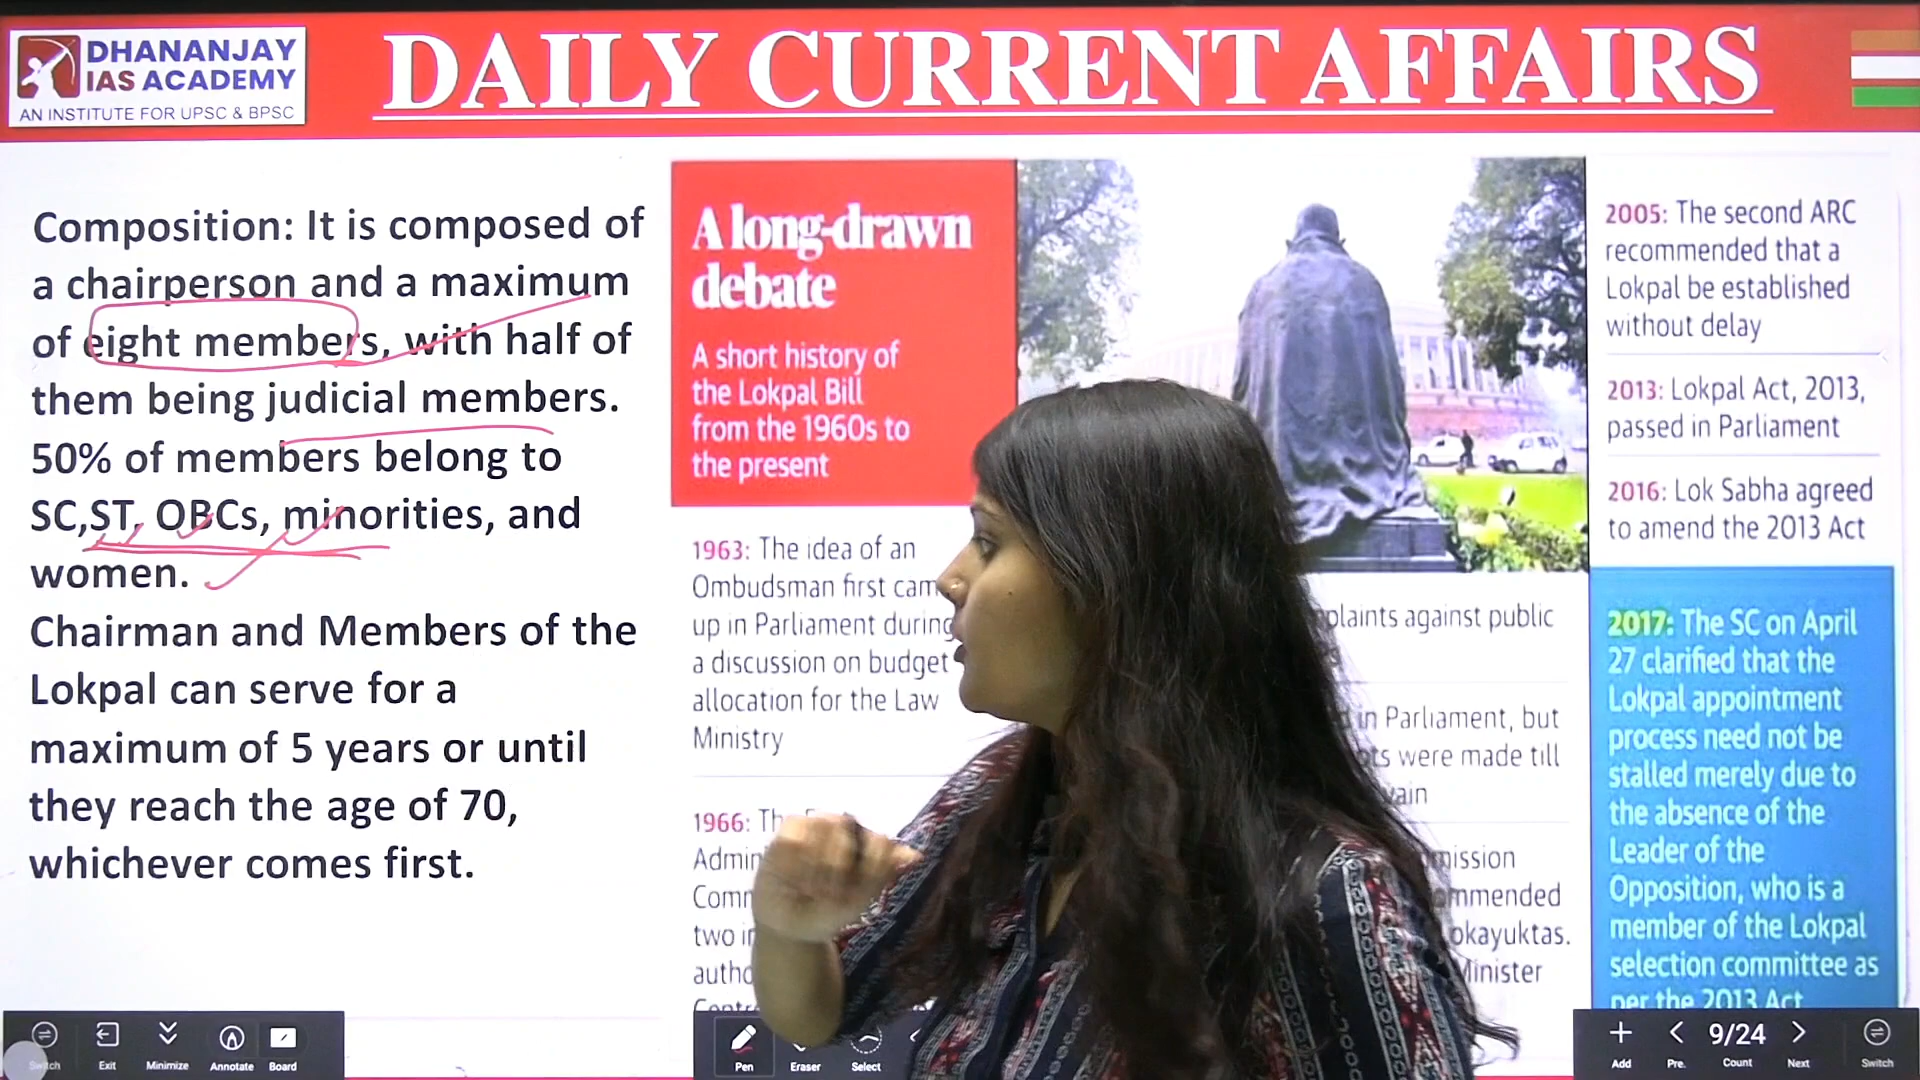 DHANANJAY
IAS ACADEMY
AN INSTITUTE FOR UPSC & BPSC
DAILY CURRENT AFFAIRS
Composition: It is composed of
a chairperson and a maximum
of eight members, with half of
them being judicial members.
50% of members belong to
SC,ST, OBCs, minorities, and
women.
Chairman and Members of the
Lokpal can serve for a
maximum of 5 years or until
they reach the age of 70,
whichever comes first.
A long-drawn
debate
A short history of
the Lokpal Bill
from the 1960s to
the present
1963: The idea of an
Ombudsman first
up in Parliament during
a discussion on budget
allocation for the Law
Ministry
1966:
two
plaints against public
in Parliament, but
were made till
okayuktas.
Minister
2005: The second ARC
recommended that a
Lokpal be established
without delay
2013: Lokpal Act, 2013,
passed in Parliament
2016: Lok Sabha agreed
to amend the 2013 Act
2017: The SC on April
27 clarified that the
Lokpal appointment
process need not be
stalled merely due to
the absence of the
Leader of the
Opposition, who is a
member of the Lokpal
selection committee as
per the 2013 Act
Switch
Exit
Minimize
Annotate
Board
Pen
Eraser
Select
Add
Pre.
9/24
Count
Next
Switch